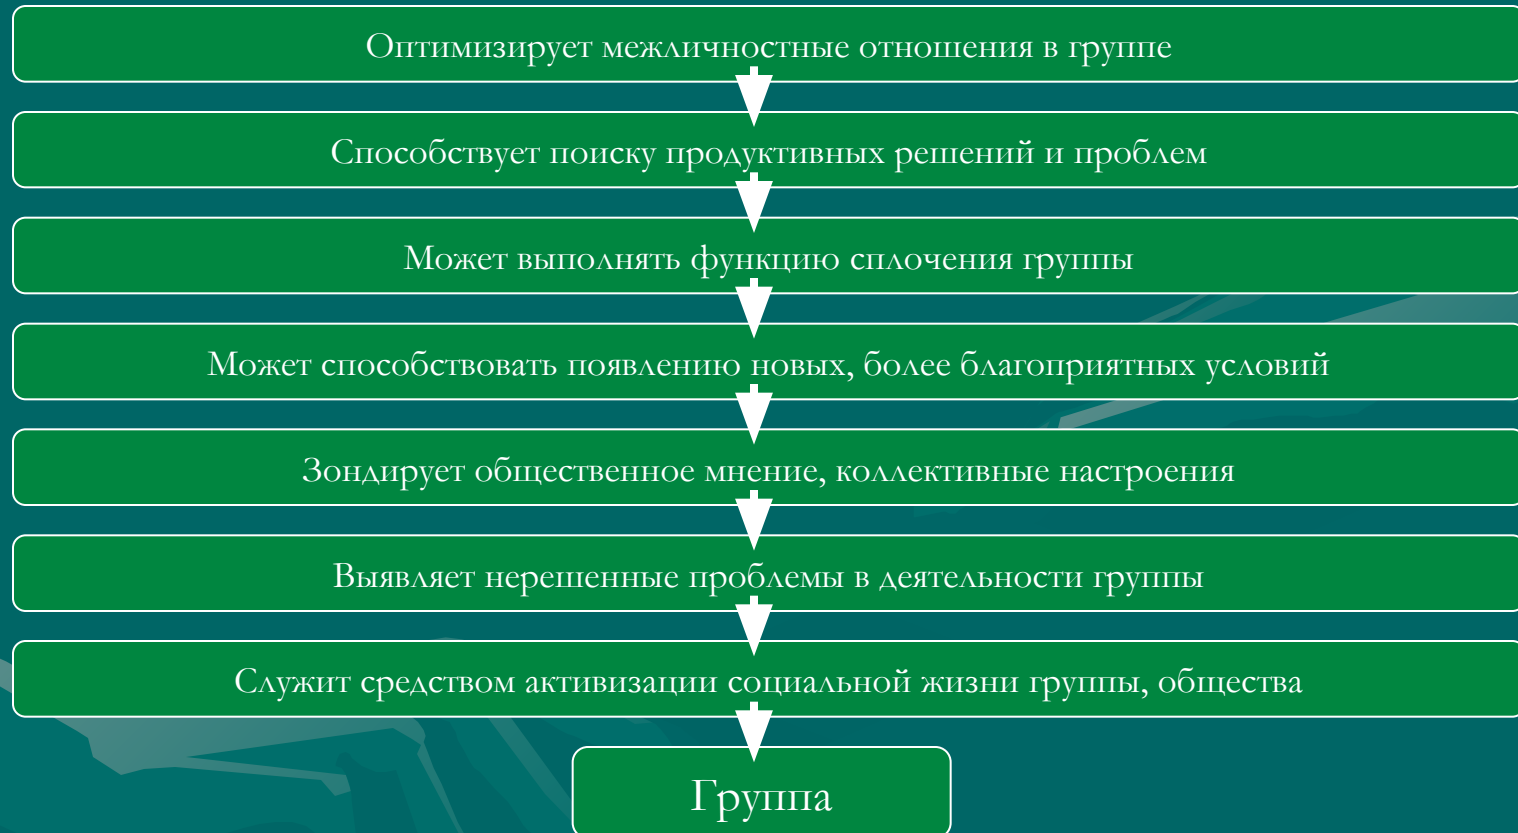 Оптимизирует межличностные отношения в группе
Способствует поиску продуктивных решений и проблем
Может выполнять функцию сплочения группы
Может способствовать появлению новых, более благоприятных условий
Зондирует общественное мнение, коллективные настроения
Выявляет нерешенные проблемы в деятельности группы
Служит средством активизации социальной жизни группы, общества
Группа